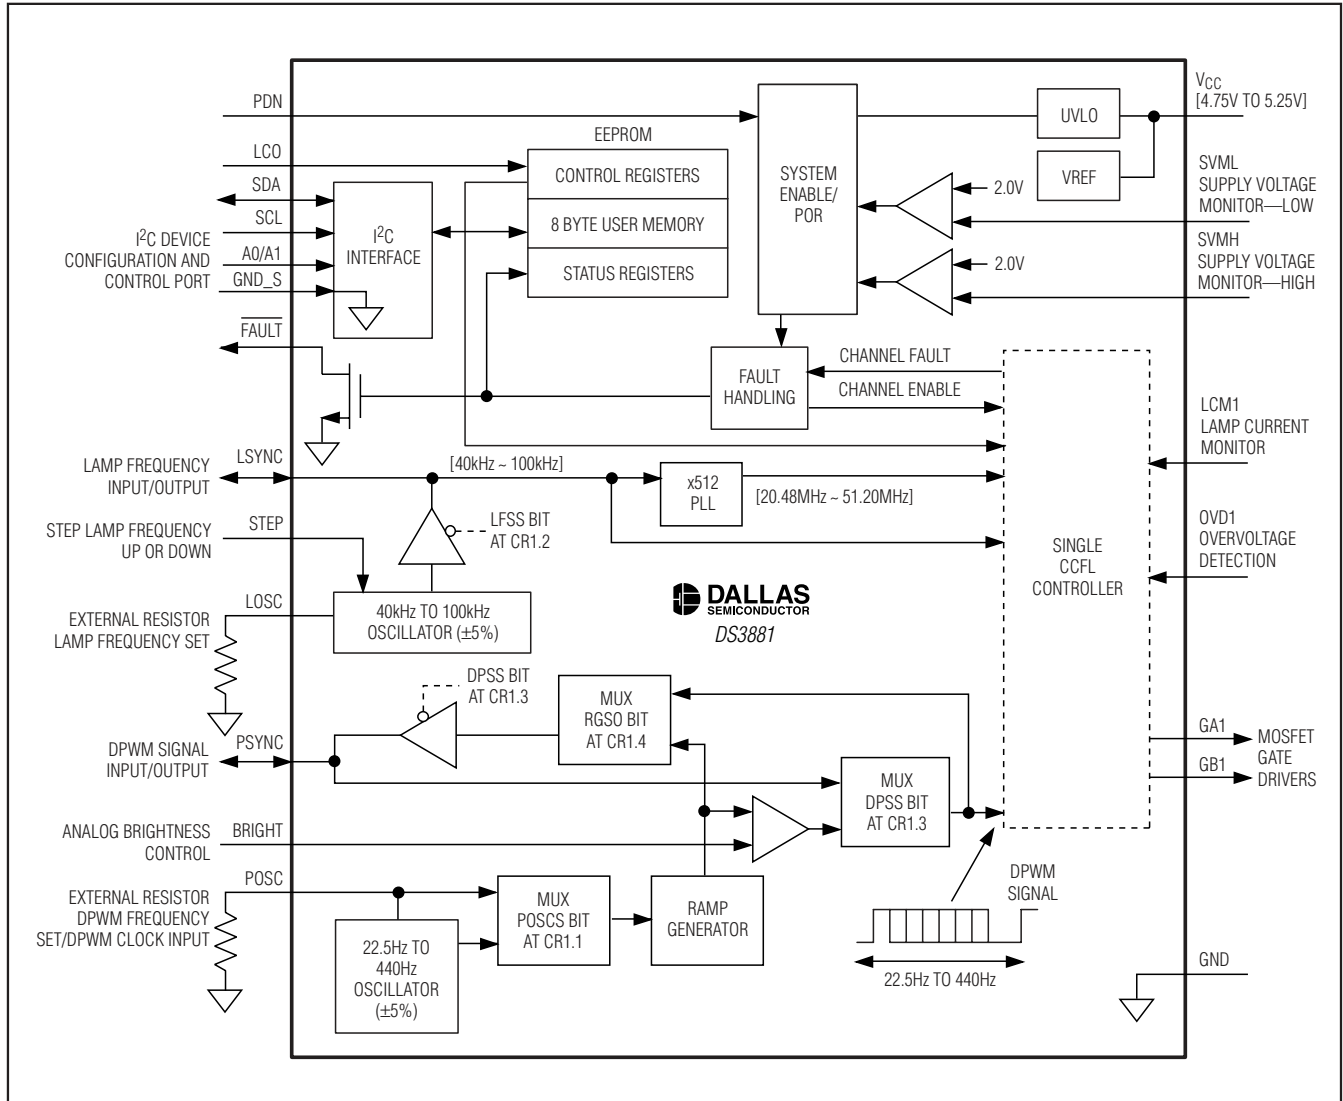 PDN
LCO
SDA
SCL
I2C DEVICE
CONFIGURATION AND
CONTROL PORT
A0/A1
GND_S
FAULT
I2C
INTERFACE
EEPROM
CONTROL REGISTERS
8 BYTE USER MEMORY
STATUS REGISTERS
SYSTEM
ENABLE/
POR
UVLO
VREF
2.0V
2.0V
VCC
[4.75V TO 5.25V]
SVML
SUPPLY VOLTAGE
MONITOR—LOW
SVMH
SUPPLY VOLTAGE
MONITOR—HIGH
FAULT
HANDLING
CHANNEL FAULT
CHANNEL ENABLE
LCM1
LAMP CURRENT
MONITOR
LAMP FREQUENCY
INPUT/OUTPUT
LSYNC
[40kHz ~ 100kHz]
x512
PLL
[20.48MHz ~ 51.20MHz]
STEP LAMP FREQUENCY
UP OR DOWN
STEP
LFSS BIT
AT CR1.2
OVD1
OVERVOLTAGE
DETECTION
SINGLE
CCFL
CONTROLLER
EXTERNAL RESISTOR
LAMP FREQUENCY SET
LOSC
40kHz TO 100kHz
OSCILLATOR (±5%)
DALLAS
SEMICONDUCTOR
DS3881
DPSS BIT
AT CR1.3
MUX
RGSO BIT
AT CR1.4
DPWM SIGNAL
INPUT/OUTPUT
PSYNC
MUX
DPSS BIT
AT CR1.3
GA1
GB1
MOSFET
GATE
DRIVERS
ANALOG BRIGHTNESS
CONTROL
BRIGHT
EXTERNAL RESISTOR
DPWM FREQUENCY
SET/DPWM CLOCK INPUT
POSC
22.5Hz TO
440Hz
OSCILLATOR
(±5%)
MUX
POSCS BIT
AT CR1.1
RAMP
GENERATOR
DPWM
SIGNAL
22.5Hz TO 440Hz
GND